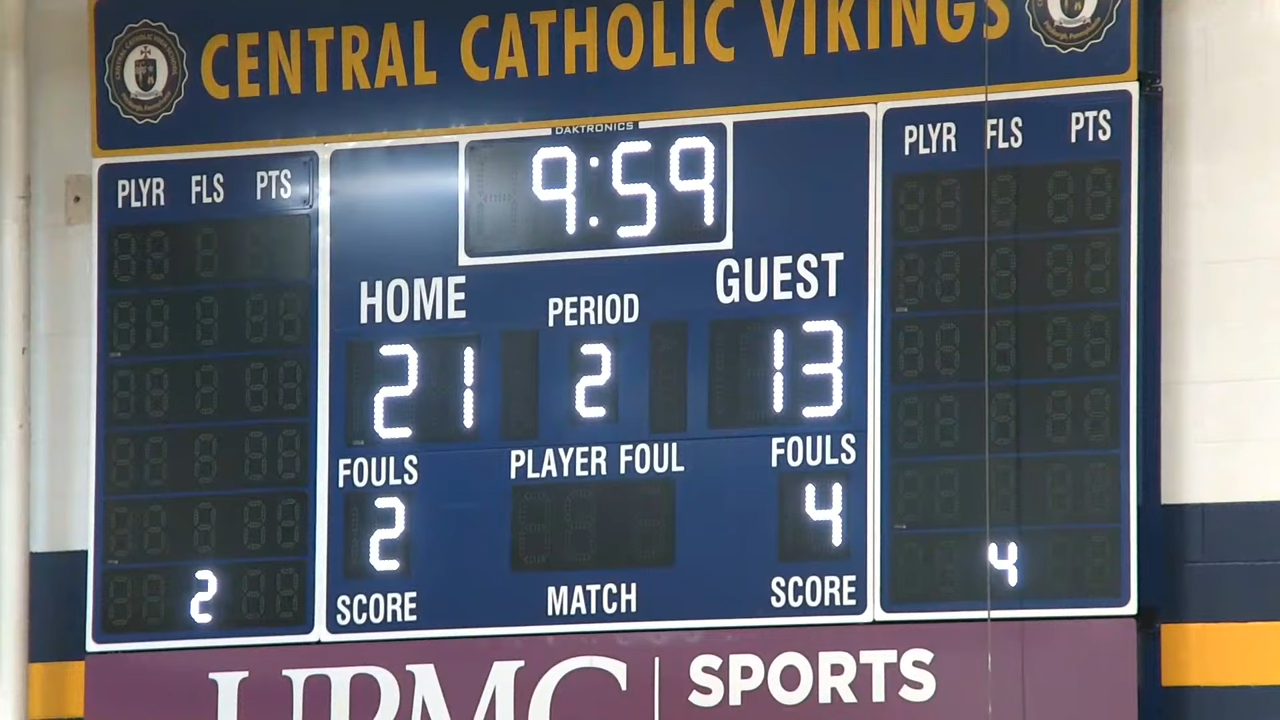 CENTRAL CATHOLIC VIKINGS
DAKTRONICS
9:59
PLYR FLS PTS
PLYR FLS PTS
HOME PERIOD GUEST
21 2 13
FOULS PLAYER FOUL FOULS
2 4
2 4
SCORE MATCH SCORE
UPMC | SPORTS